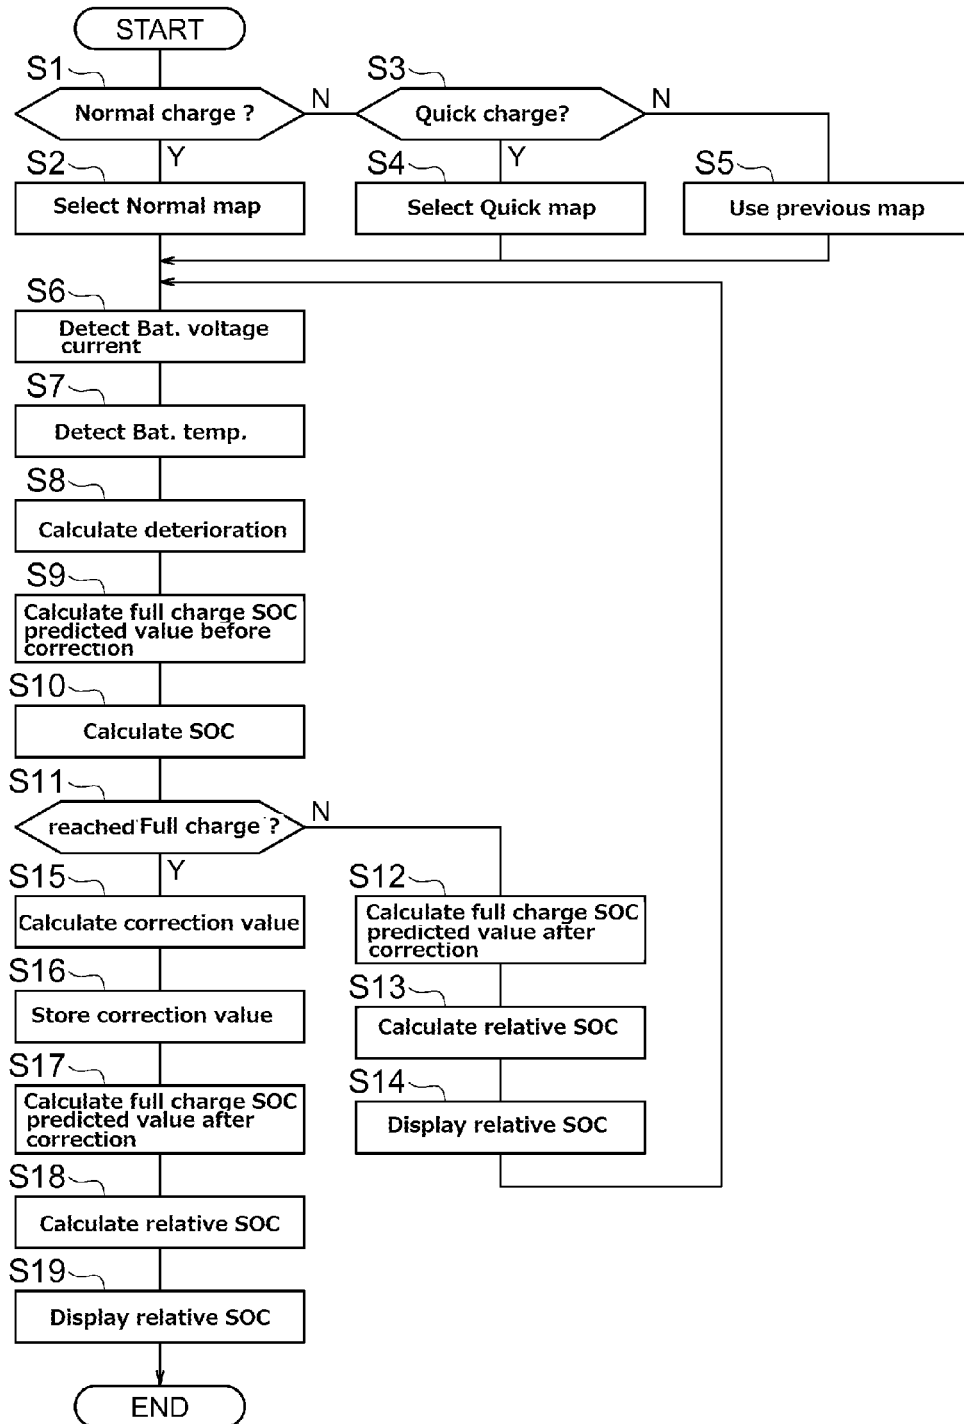 START
S1
Normal charge ?
N
S3
Quick charge?
N
Y
Y
S2
Select Normal map
S4
Select Quick map
S5
Use previous map
S6
Detect Bat. voltage
current
S7
Detect Bat. temp.
S8
Calculate deterioration
S9
Calculate full charge SOC
predicted value before
correction
S10
Calculate SOC
S11
reached Full charge ?
N
Y
S15
Calculate correction value
S12
Calculate full charge SOC
predicted value after
correction
S16
Store correction value
S13
Calculate relative SOC
S17
Calculate full charge SOC
predicted value after
correction
S14
Display relative SOC
S18
Calculate relative SOC
S19
Display relative SOC
END